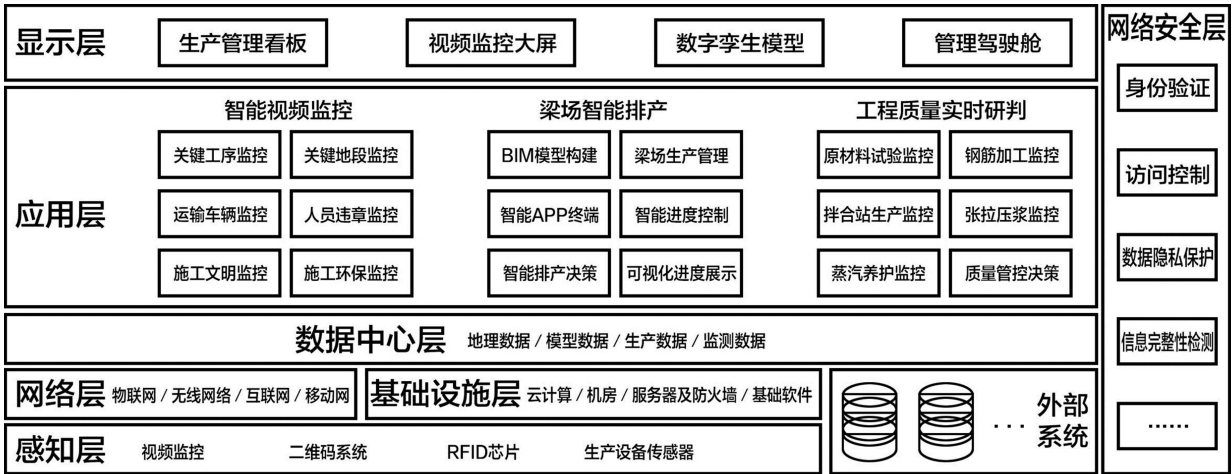 显示层
生产管理看板
视频监控大屏
数字孪生模型
管理驾驶舱
应用层
智能视频监控
关键工序监控
关键地段监控
运输车辆监控
人员违章监控
施工文明监控
施工环保监控
梁场智能排产
BIM模型构建
梁场生产管理
智能APP终端
智能进度控制
智能排产决策
可视化进度展示
工程质量实时研判
原材料试验监控
钢筋加工监控
拌合站生产监控
张拉压浆监控
蒸汽养护监控
质量管控决策
数据中心层 地理数据 / 模型数据 / 生产数据 / 监测数据
网络层 物联网 / 无线网络 / 互联网 / 移动网
基础设施层 云计算 / 机房 / 服务器及防火墙 / 基础软件
感知层 视频监控 二维码系统 RFID芯片 生产设备传感器
... 外部
系统
网络安全层
身份验证
访问控制
数据隐私保护
信息完整性检测
......